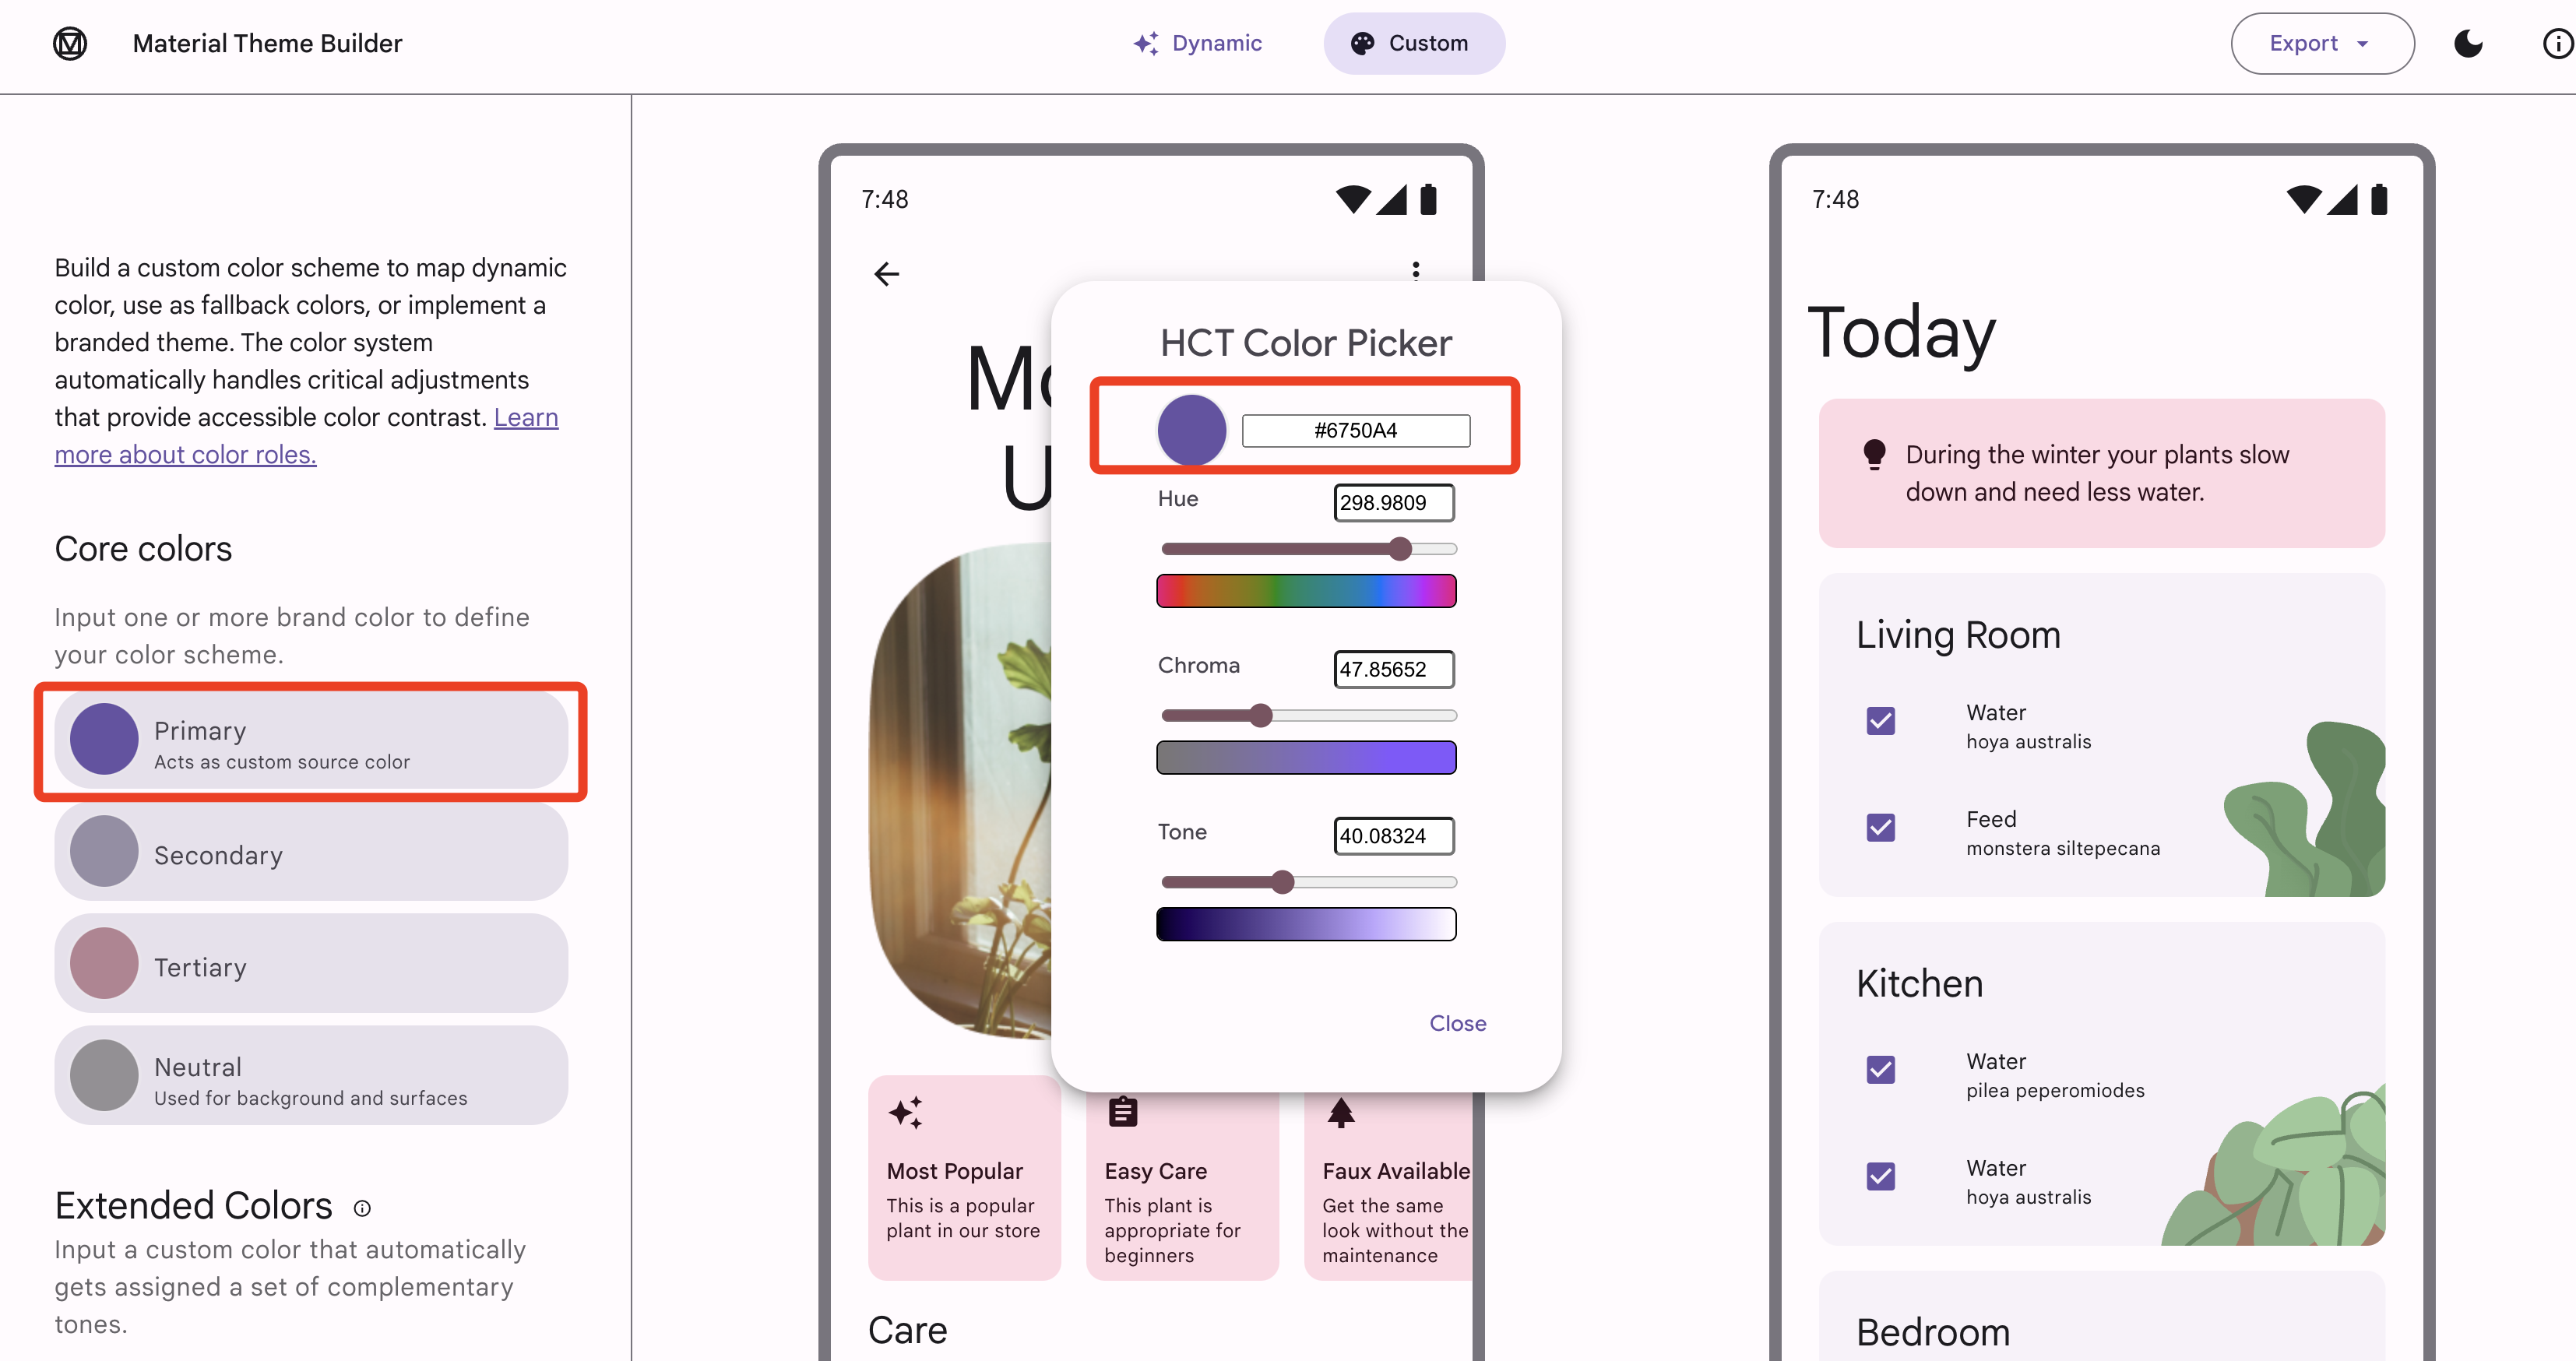 Material Theme Builder
Dynamic
Custom
Export
Build a custom color scheme to map dynamic
color, use as fallback colors, or implement a
branded theme. The color system
automatically handles critical adjustments
that provide accessible color contrast. Learn
more about color roles.
Core colors
Input one or more brand color to define
your color scheme.
Primary
Acts as custom source color
Secondary
Tertiary
Neutral
Used for background and surfaces
Extended Colors
Input a custom color that automatically
gets assigned a set of complementary
tones.
7:48
HCT Color Picker
#6750A4
Hue
298.9809
Chroma
47.85652
Tone
40.08324
Close
Most Popular
This is a popular
plant in our store
Easy Care
This plant is
appropriate for
beginners
Faux Available
Get the same
look without the
maintenance
Care
7:48
Today
During the winter your plants slow
down and need less water.
Living Room
Water
hoya australis
Feed
monstera siltepecana
Kitchen
Water
pilea peperomiodes
Water
hoya australis
Bedroom